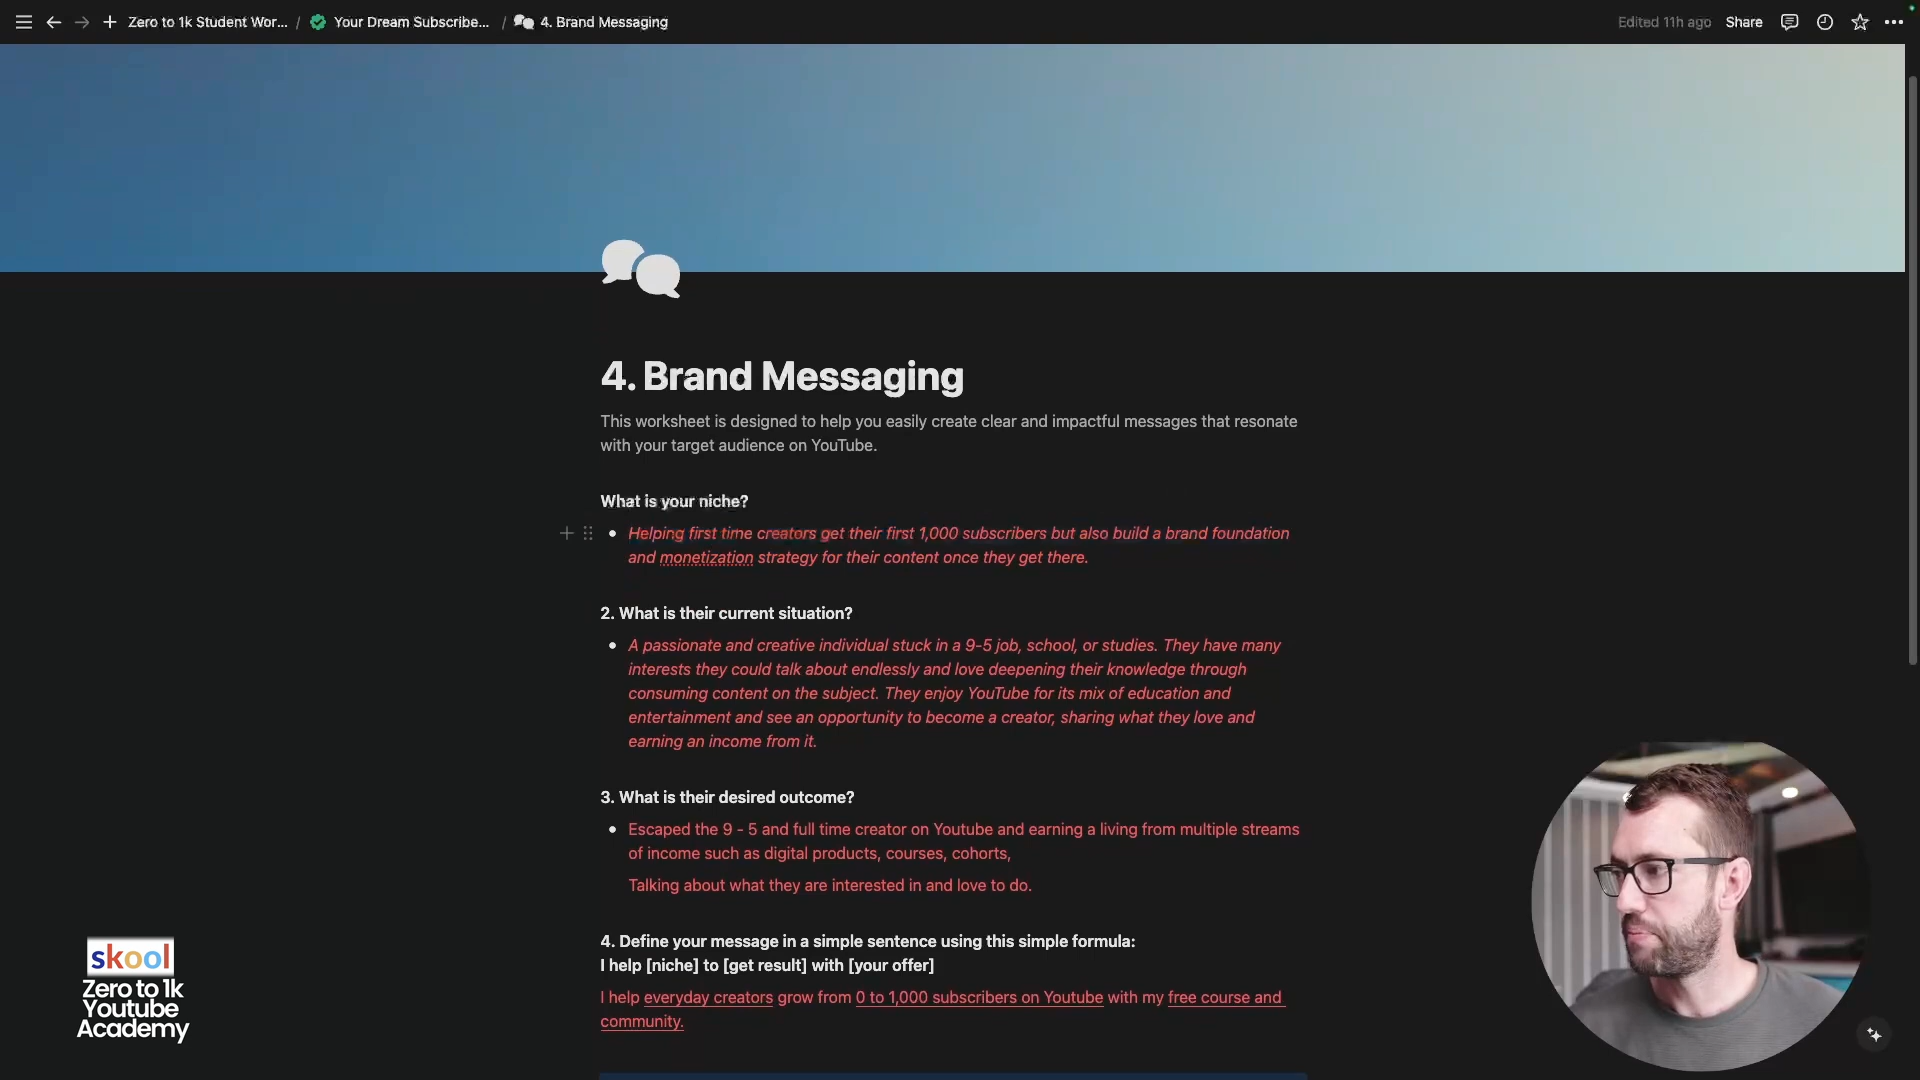 Zero to 1k Student Wor... / Your Dream Subscribe... / 4. Brand Messaging
Edited 11h ago Share
4. Brand Messaging
This worksheet is designed to help you easily create clear and impactful messages that resonate
with your target audience on YouTube.
What is your niche?
Helping first time creators get their first 1,000 subscribers but also build a brand foundation
and monetization strategy for their content once they get there.
2. What is their current situation?
A passionate and creative individual stuck in a 9-5 job, school, or studies. They have many
interests they could talk about endlessly and love deepening their knowledge through
consuming content on the subject. They enjoy YouTube for its mix of education and
entertainment and see an opportunity to become a creator, sharing what they love and
earning an income from it.
3. What is their desired outcome?
Escaped the 9 - 5 and full time creator on Youtube and earning a living from multiple streams
of income such as digital products, courses, cohorts,
Talking about what they are interested in and love to do.
4. Define your message in a simple sentence using this simple formula:
I help [niche] to [get result] with [your offer]
I help everyday creators grow from 0 to 1,000 subscribers on Youtube with my free course and
community.
skool
Zero to 1k
Youtube
Academy